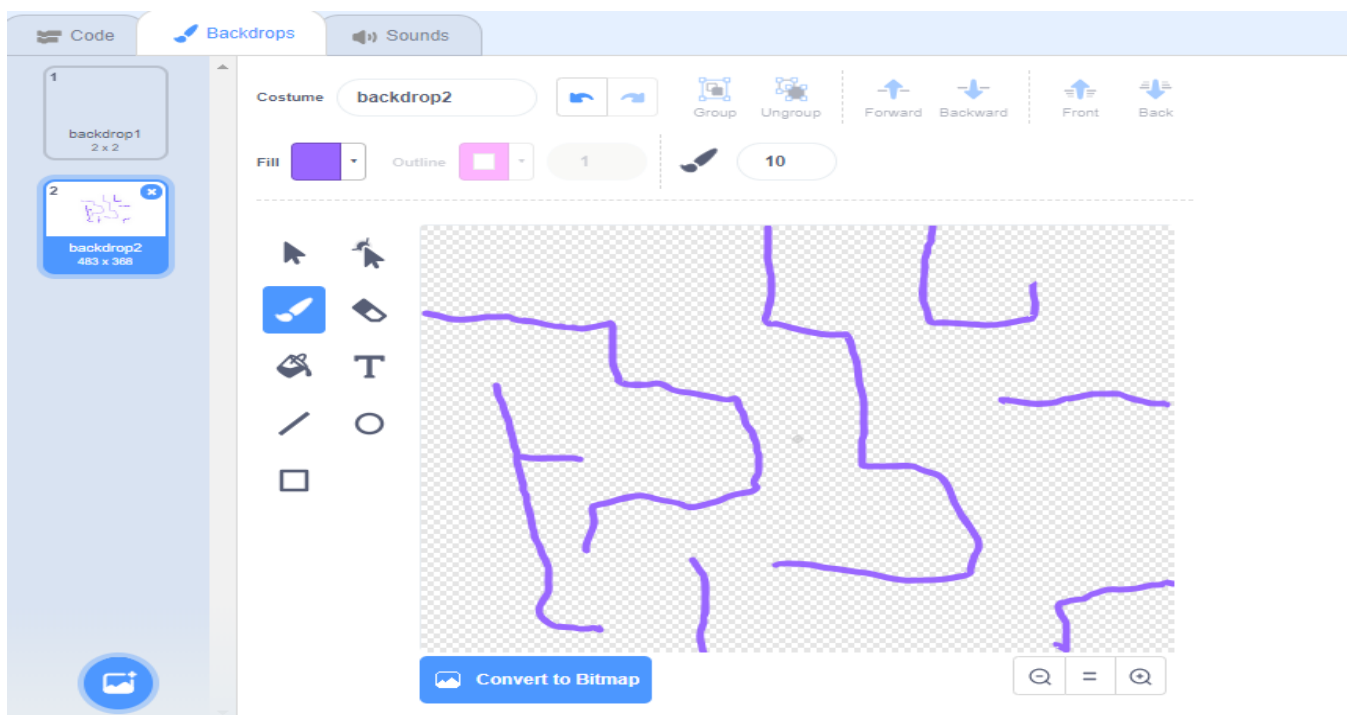 Code
Backdrops
Sounds
1
backdrop1
2 x 2
2
backdrop2
483 x 368
Costume
backdrop2
Group
Ungroup
Forward
Backward
Front
Back
Fill
Outline
1
10
T
Convert to Bitmap